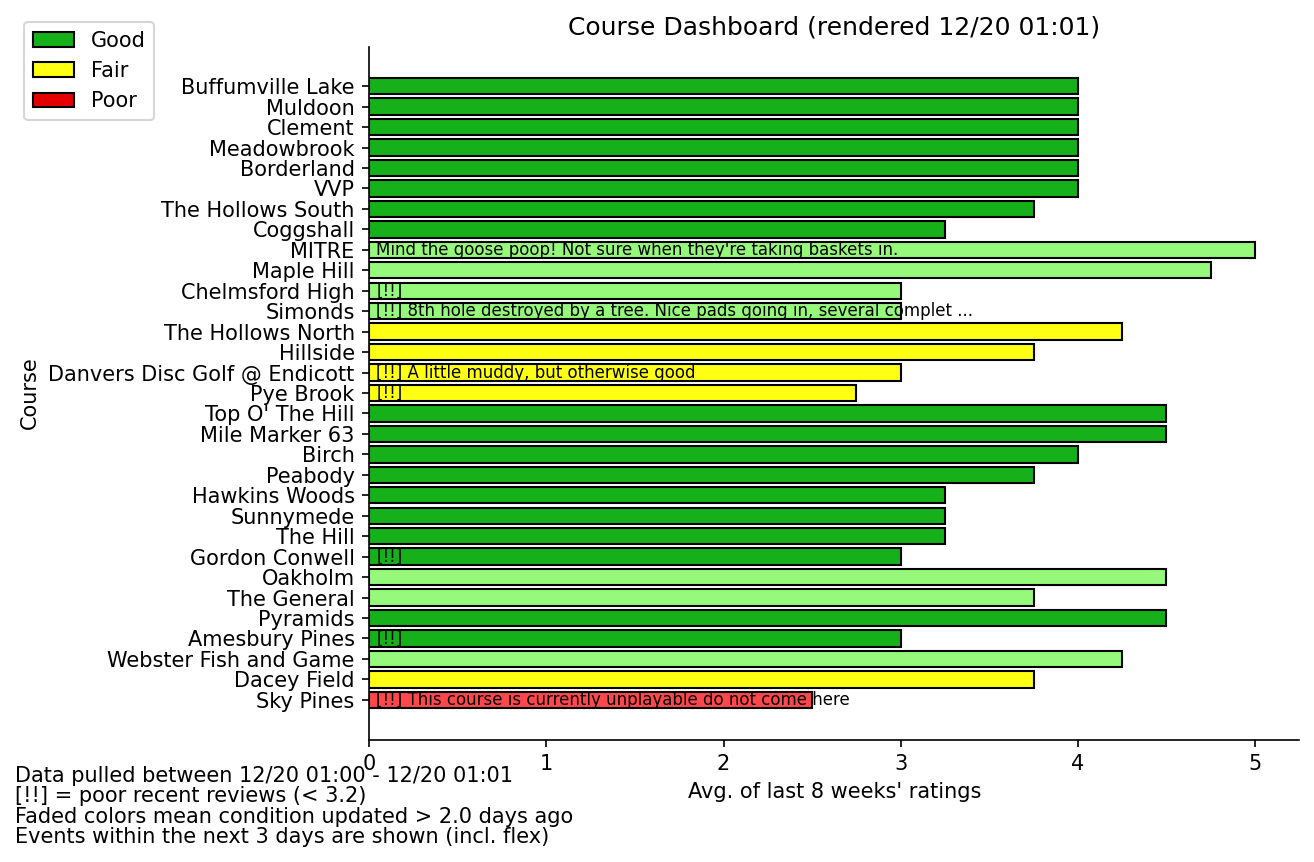 Course Dashboard (rendered 12/20 01:01)
Good
Fair
Poor
Buffumville Lake
Muldoon
Clement
Meadowbrook
Borderland
VVP
The Hollows South
Coggshall
MITRE Mind the goose poop! Not sure when they're taking baskets in.
Maple Hill
Chelmsford High [!!]
Simonds [!!] 8th hole destroyed by a tree. Nice pads going in, several complet ...
The Hollows North
Hillside
Danvers Disc Golf @ Endicott [!!] A little muddy, but otherwise good
Pye Brook [!!]
Top O' The Hill
Mile Marker 63
Birch
Peabody
Hawkins Woods
Sunnymede
The Hill
Gordon Conwell [!!]
Oakholm
The General
Pyramids
Amesbury Pines [!!]
Webster Fish and Game
Dacey Field
Sky Pines [!!] This course is currently unplayable do not come here
Course
0 1 2 3 4 5
Avg. of last 8 weeks' ratings
Data pulled between 12/20 01:00 - 12/20 01:01
[!!] = poor recent reviews (< 3.2)
Faded colors mean condition updated > 2.0 days ago
Events within the next 3 days are shown (incl. flex)